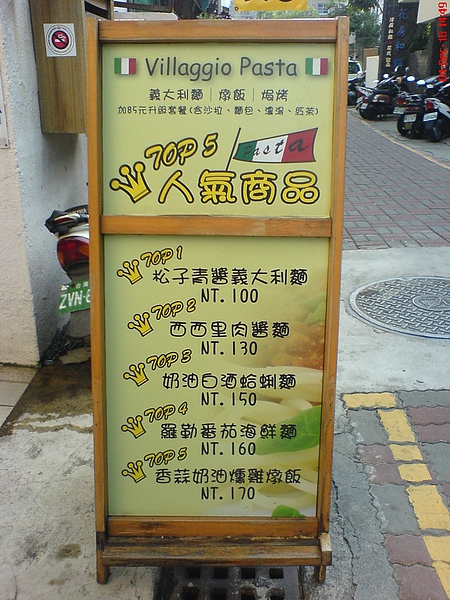 Villaggio Pasta
義大利麵｜燉飯｜焗烤
加85元升級套餐(含沙拉、麵包、濃湯、紅茶)
TOP 5
Pasta
人氣商品
TOP 1
松子青醬義大利麵
NT. 100
TOP 2
西西里肉醬麵
NT. 130
TOP 3
奶油白酒蛤蜊麵
NT. 150
TOP 4
羅勒番茄海鮮麵
NT. 160
TOP 5
香蒜奶油燻雞燉飯
NT. 170